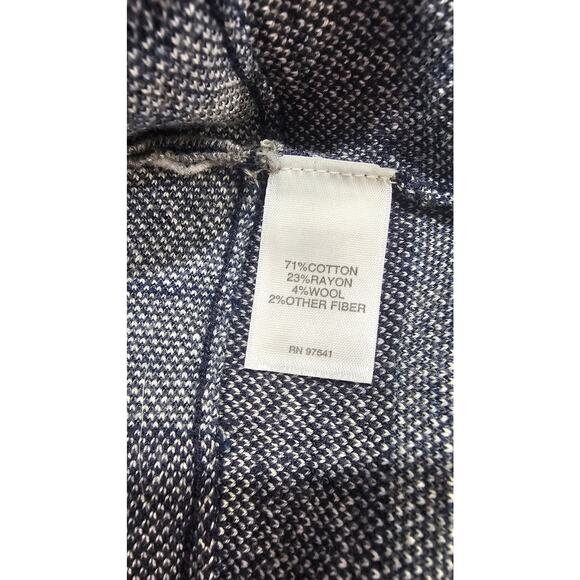 71%COTTON
23%RAYON
4%WOOL
2%OTHER FIBER
RN 97641